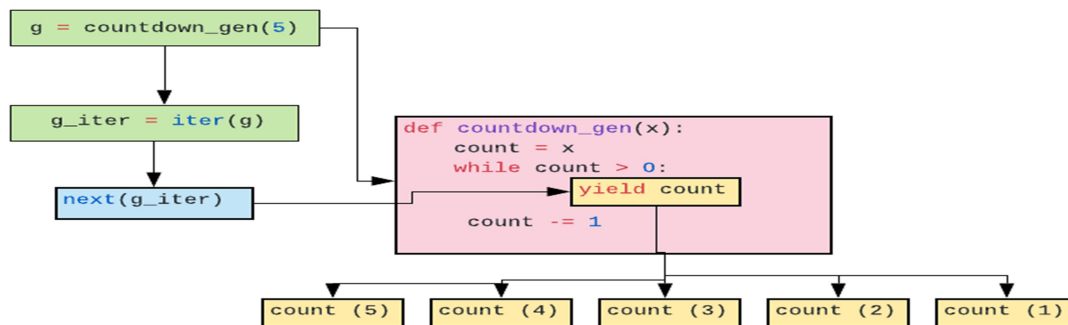 g = countdown_gen(5)
g_iter = iter(g)
next(g_iter)
def countdown_gen(x):
count = x
while count > 0:
yield count
count -= 1
count (5)
count (4)
count (3)
count (2)
count (1)